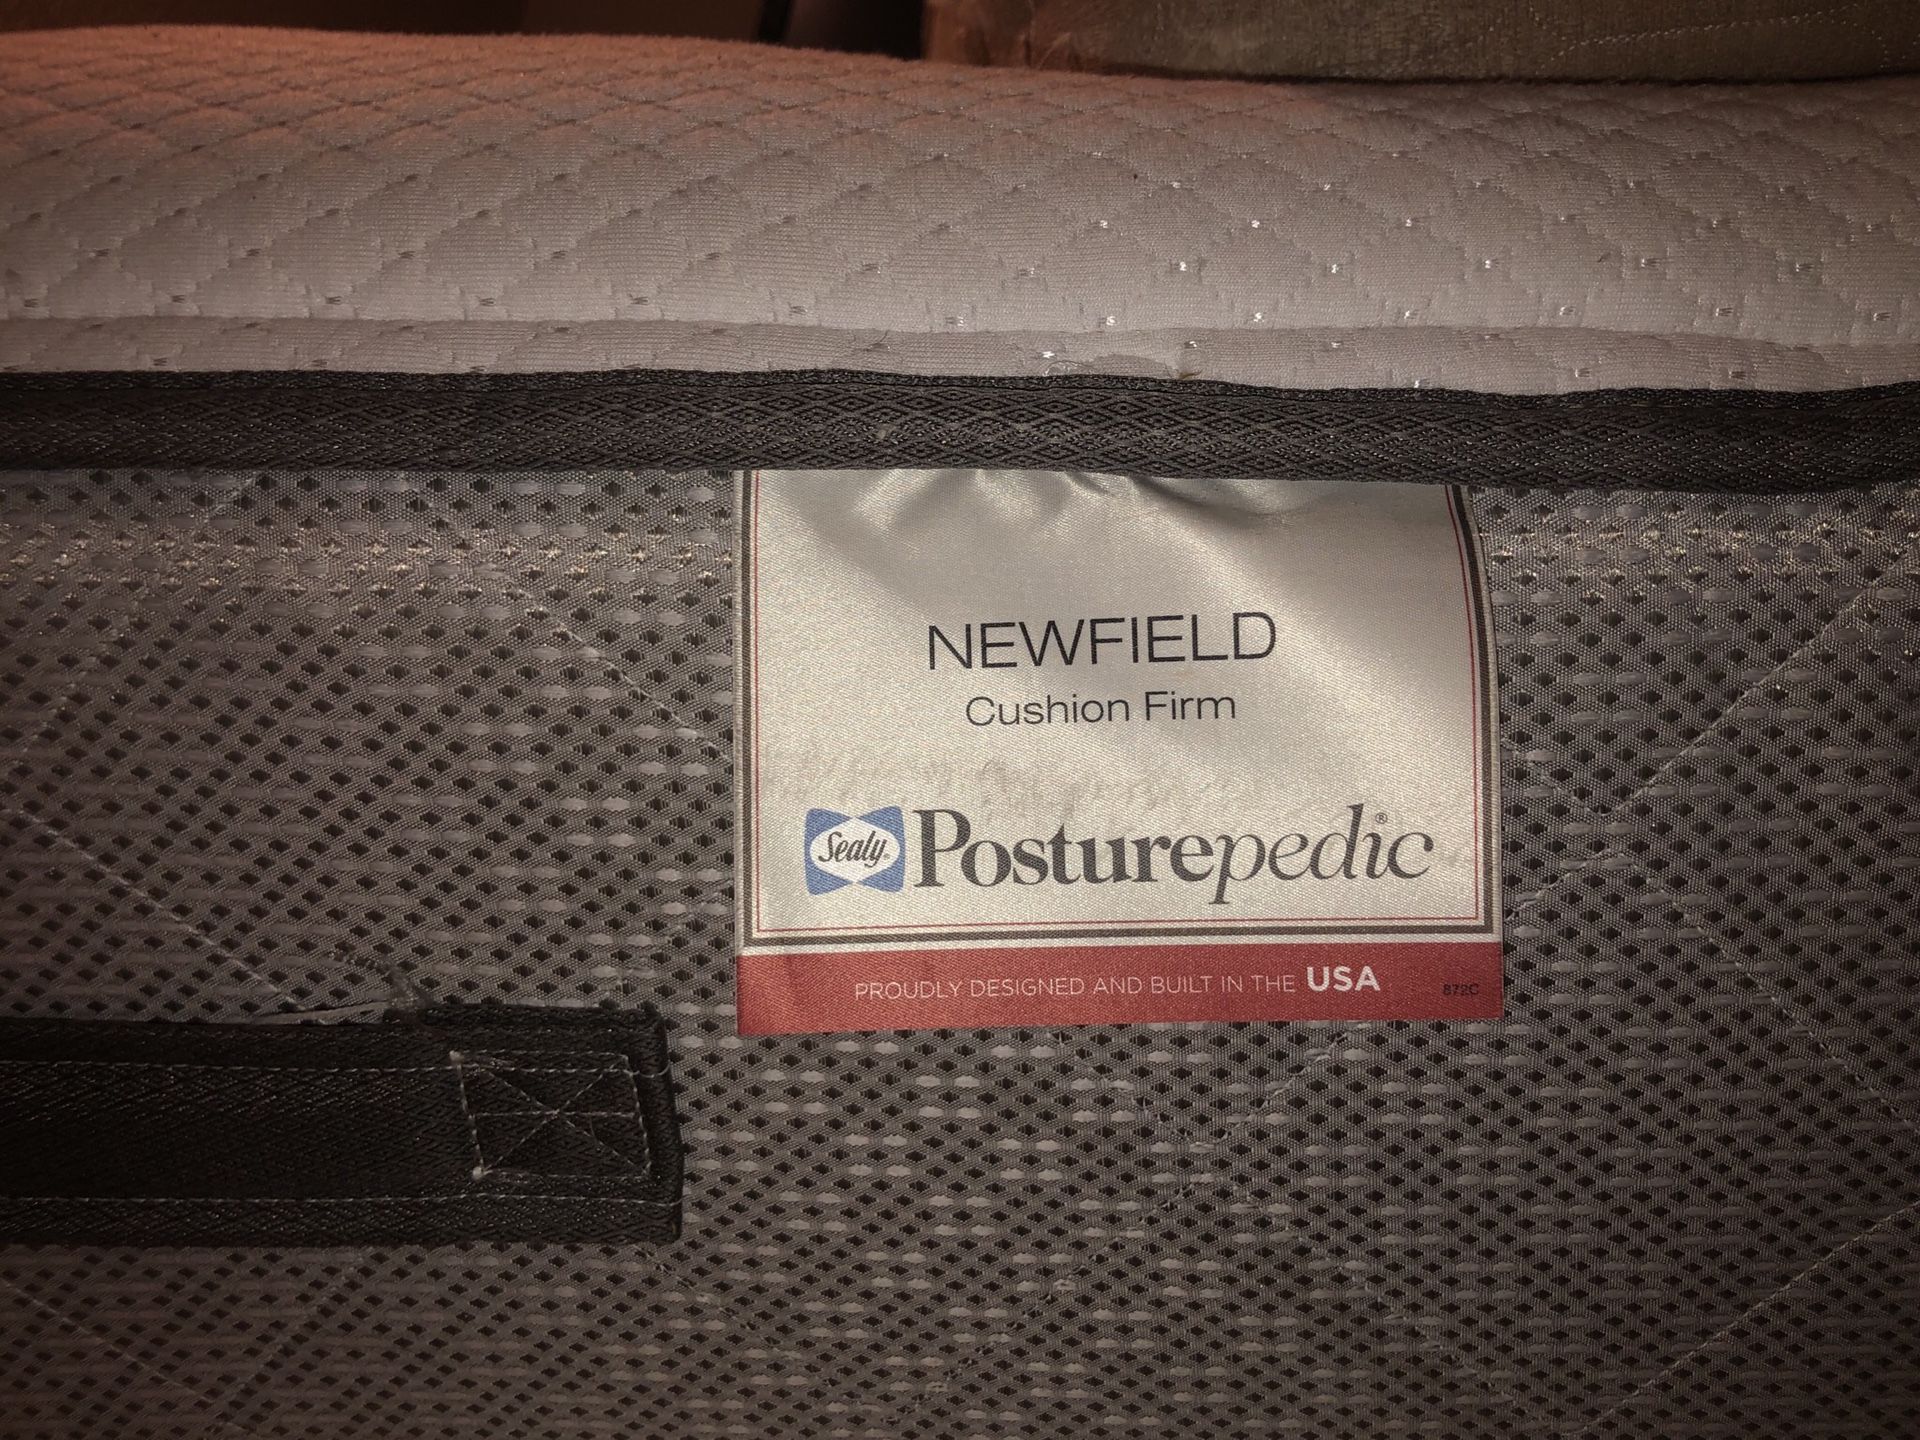 NEWFIELD
Cushion Firm
Sealy® Posturepedic®
PROUDLY DESIGNED AND BUILT IN THE USA
872C